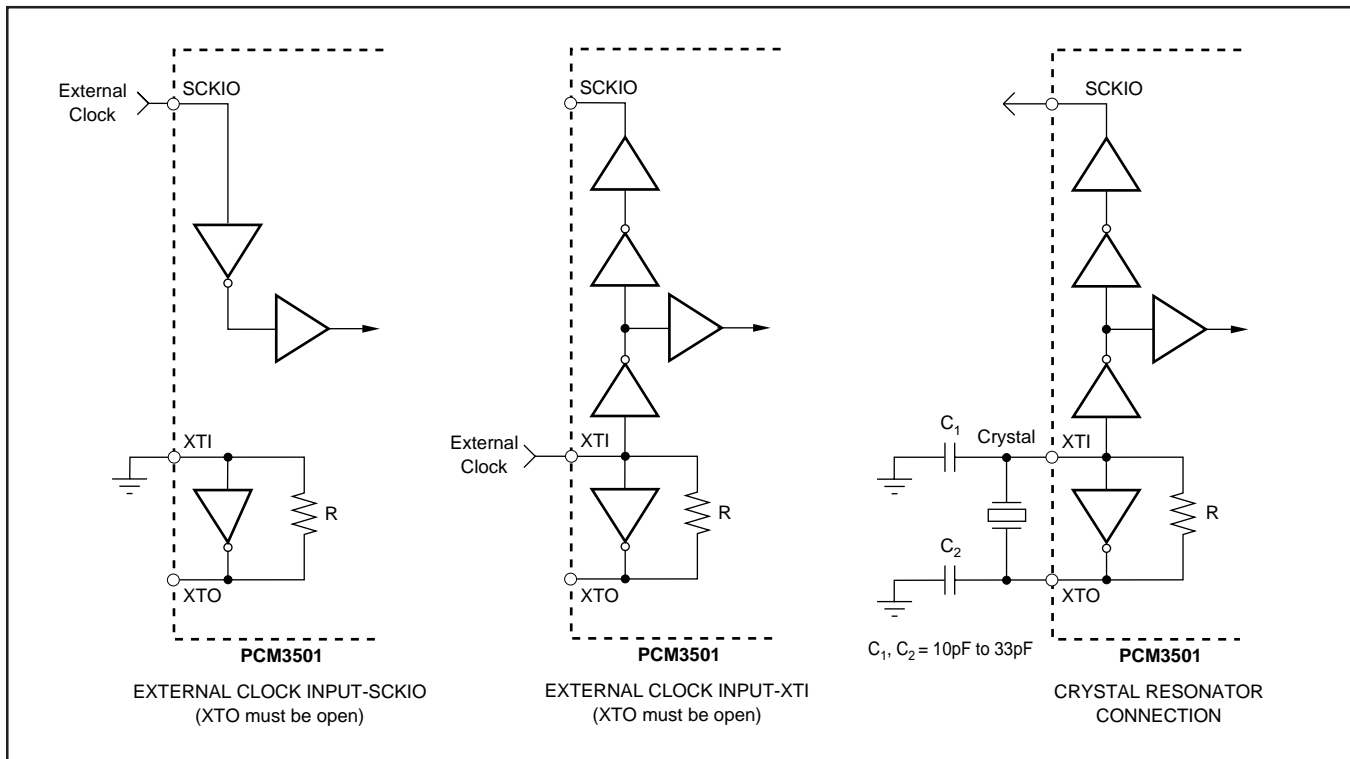 External
Clock
SCKIO
XTI
R
XTO
PCM3501
EXTERNAL CLOCK INPUT-SCKIO
(XTO must be open)
SCKIO
External
Clock
XTI
R
XTO
PCM3501
EXTERNAL CLOCK INPUT-XTI
(XTO must be open)
SCKIO
C1
Crystal
XTI
R
C2
XTO
C1, C2 = 10pF to 33pF
PCM3501
CRYSTAL RESONATOR
CONNECTION